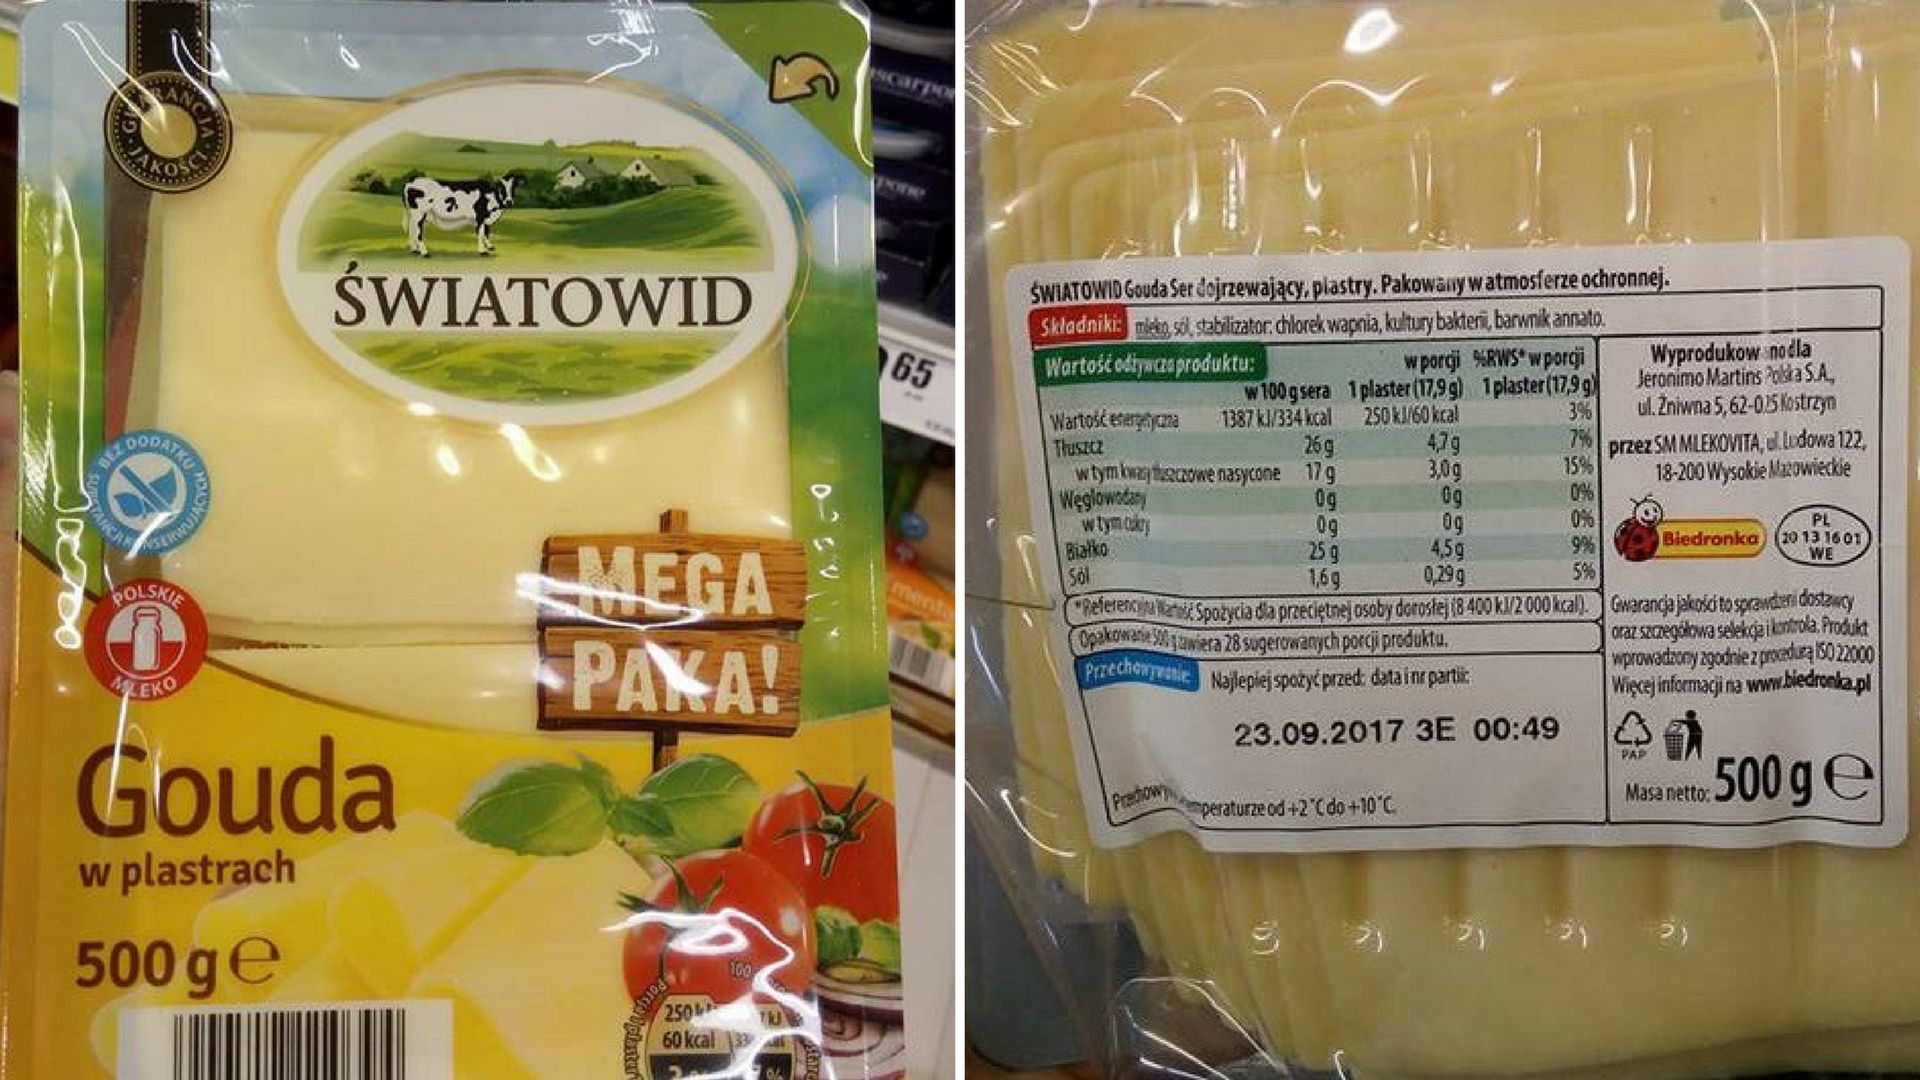 GWARANCJA JAKOŚCI
ŚWIATOWID
BEZ DODATKU SUBSTANCJI KONSERWUJĄCYCH
POLSKIE
MLEKO
MEGA
PAKA!
Gouda
w plastrach
500 g e
250 kJ
60 kcal
65
ŚWIATOWID Gouda Ser dojrzewający, plastry. Pakowany w atmosferze ochronnej.
Składniki: mleko, sól, stabilizator: chlorek wapnia, kultury bakterii, barwnik annato.
Wartość odżywcza produktu: w porcji %RWS* w porcji
w 100 g sera 1 plaster (17,9 g) 1 plaster (17,9 g)
Wartość energetyczna 1387 kJ/334 kcal 250 kJ/60 kcal 3%
Tłuszcz 26 g 4,7 g 7%
w tym kwasy tłuszczowe nasycone 17 g 3,0 g 15%
Węglowodany 0 g 0 g 0%
w tym cukry 0 g 0 g 0%
Białko 25 g 4,5 g 9%
Sól 1,6 g 0,29 g 5%
*Referencyjna Wartość Spożycia dla przeciętnej osoby dorosłej (8 400 kJ/2 000 kcal).
Opakowanie 500 g zawiera 28 sugerowanych porcji produktu.
Przechowywanie: Najlepiej spożyć przed: data i nr partii:
23.09.2017 3E 00:49
temperaturze od +2 °C do +10 °C.
Wyprodukowano dla
Jeronimo Martins Polska S.A.,
ul. Żniwna 5, 62-025 Kostrzyn
przez SM MLEKOVITA, ul. Ludowa 122,
18-200 Wysokie Mazowieckie
Biedronka
PL
20 13 16 01
WE
Gwarancja jakości to sprawdzeni dostawcy
oraz szczegółowa selekcja i kontrola. Produkt
wprowadzony zgodnie z procedurą ISO 22000
Więcej informacji na www.biedronka.pl
PAP
Masa netto: 500 g e